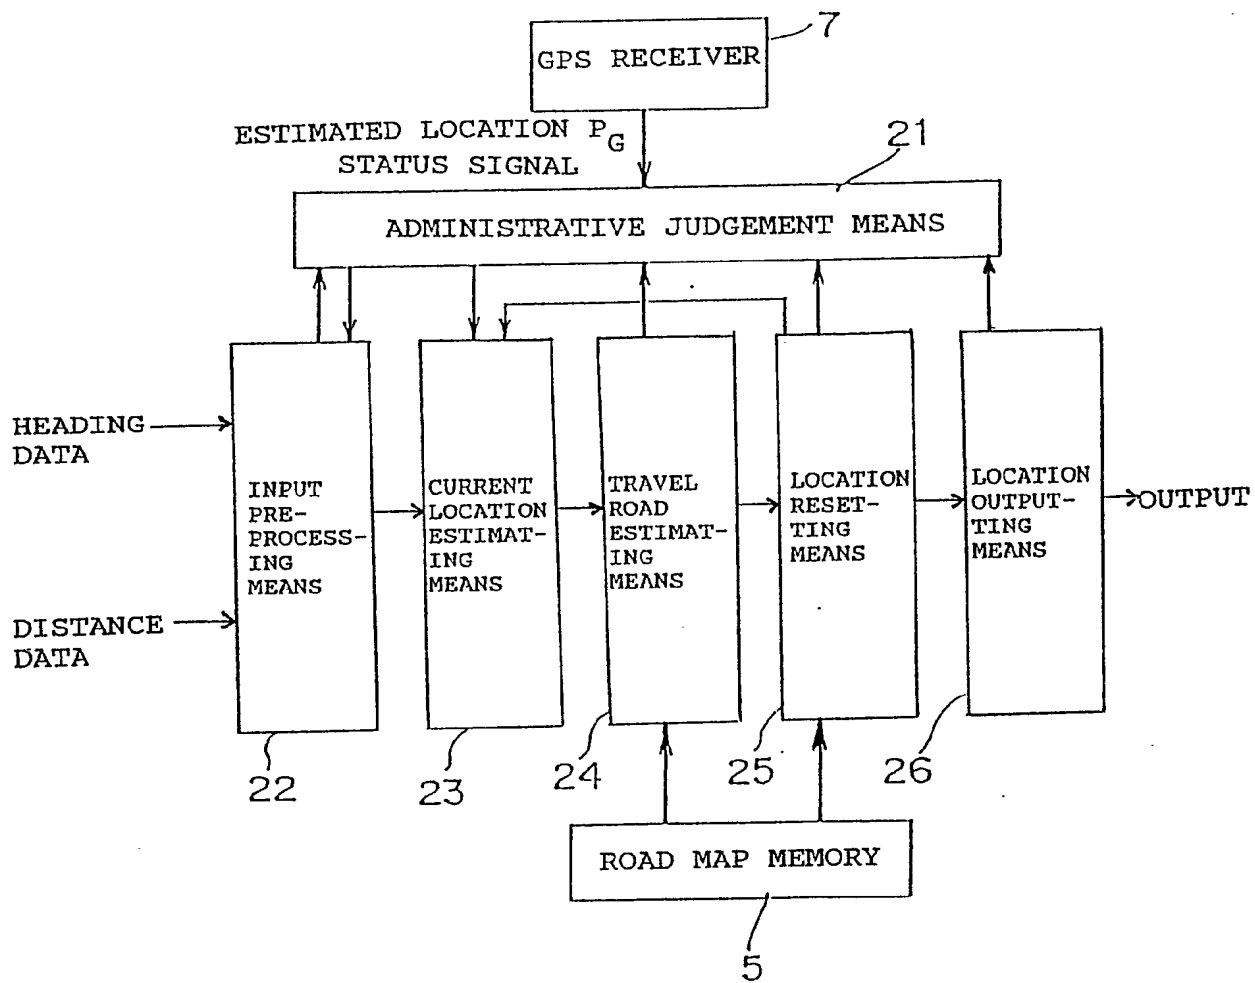 7
GPS RECEIVER
ESTIMATED LOCATION PG
STATUS SIGNAL
21
ADMINISTRATIVE JUDGEMENT MEANS
HEADING
DATA
DISTANCE
DATA
INPUT
PRE-
PROCESS-
ING
MEANS
CURRENT
LOCATION
ESTIMAT-
ING
MEANS
TRAVEL
ROAD
ESTIMAT-
ING
MEANS
LOCATION
RESET-
TING
MEANS
LOCATION
OUTPUT-
TING
MEANS
OUTPUT
22
23
24
25
26
ROAD MAP MEMORY
5